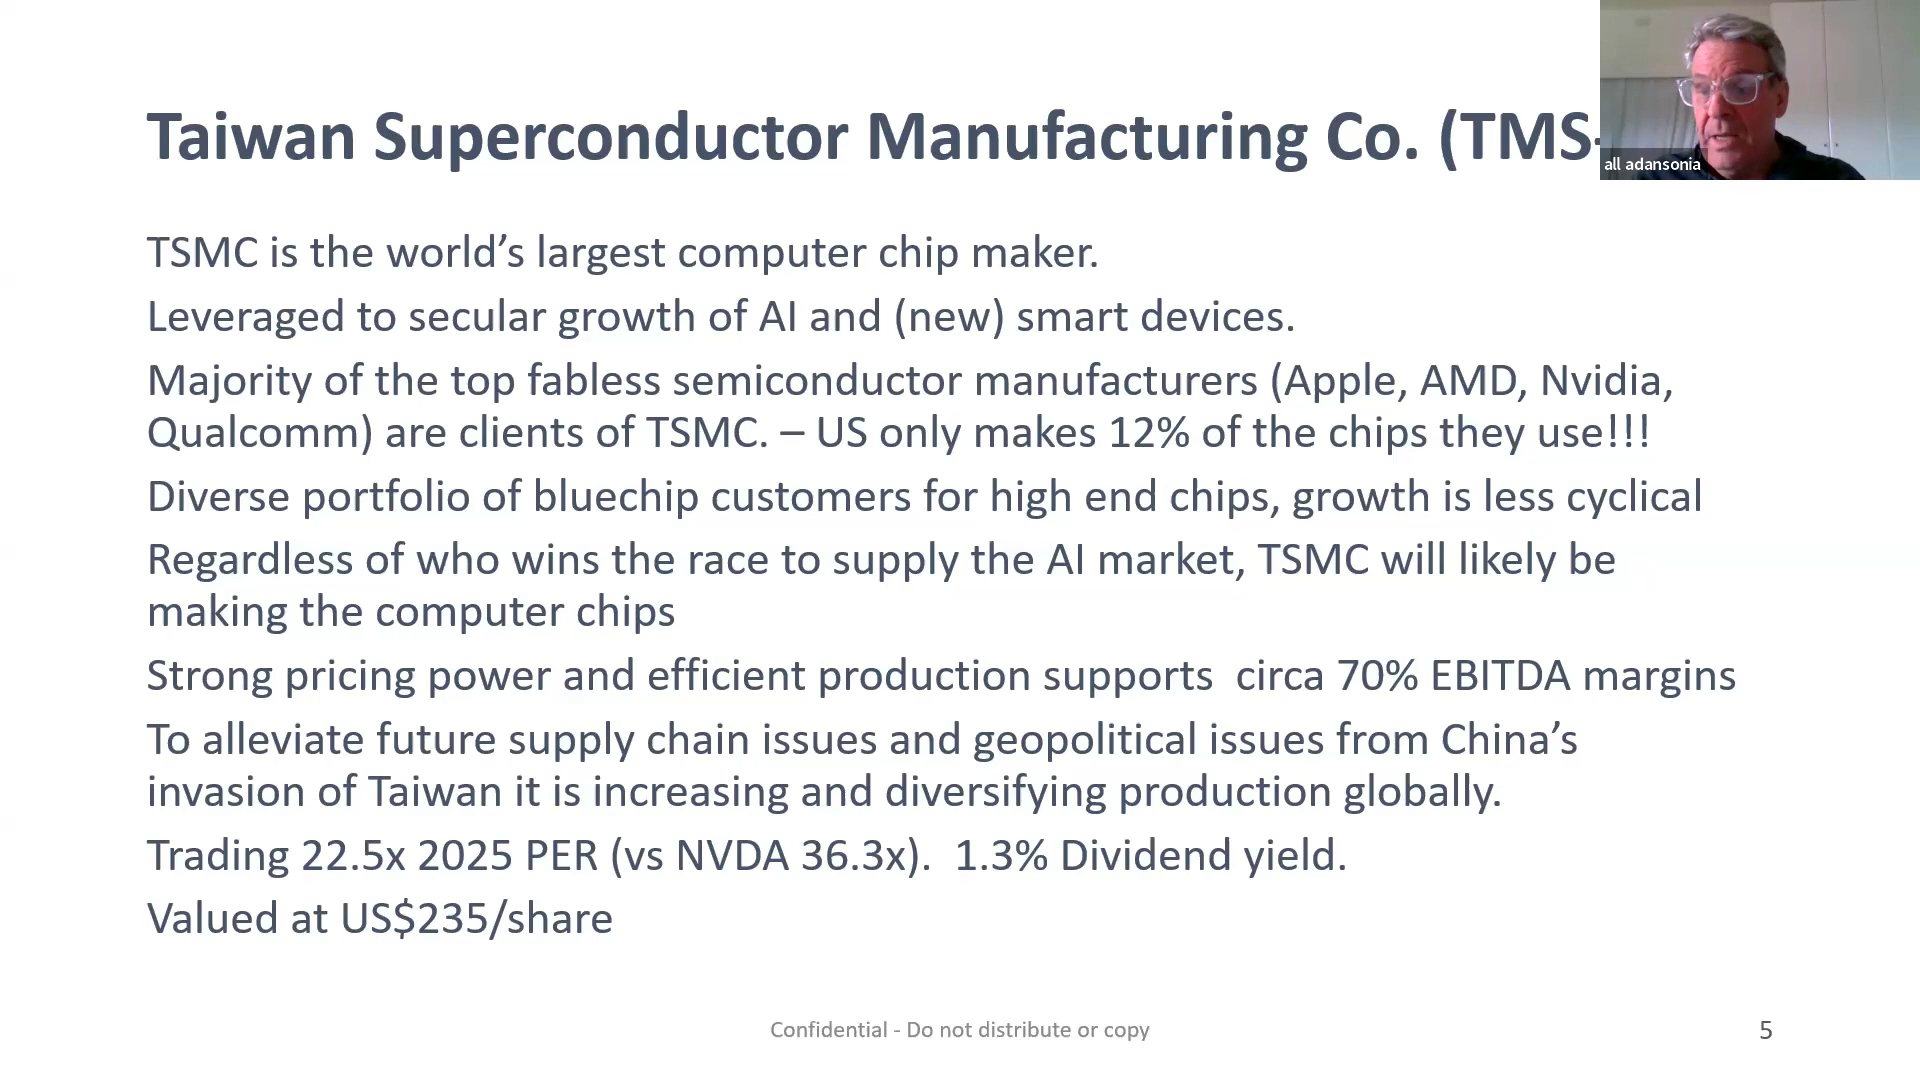 Taiwan Superconductor Manufacturing Co. (TMS-
all adansonia
TSMC is the world’s largest computer chip maker.
Leveraged to secular growth of AI and (new) smart devices.
Majority of the top fabless semiconductor manufacturers (Apple, AMD, Nvidia,
Qualcomm) are clients of TSMC. – US only makes 12% of the chips they use!!!
Diverse portfolio of bluechip customers for high end chips, growth is less cyclical
Regardless of who wins the race to supply the AI market, TSMC will likely be
making the computer chips
Strong pricing power and efficient production supports  circa 70% EBITDA margins
To alleviate future supply chain issues and geopolitical issues from China’s
invasion of Taiwan it is increasing and diversifying production globally.
Trading 22.5x 2025 PER (vs NVDA 36.3x).  1.3% Dividend yield.
Valued at US$235/share
Confidential - Do not distribute or copy
5